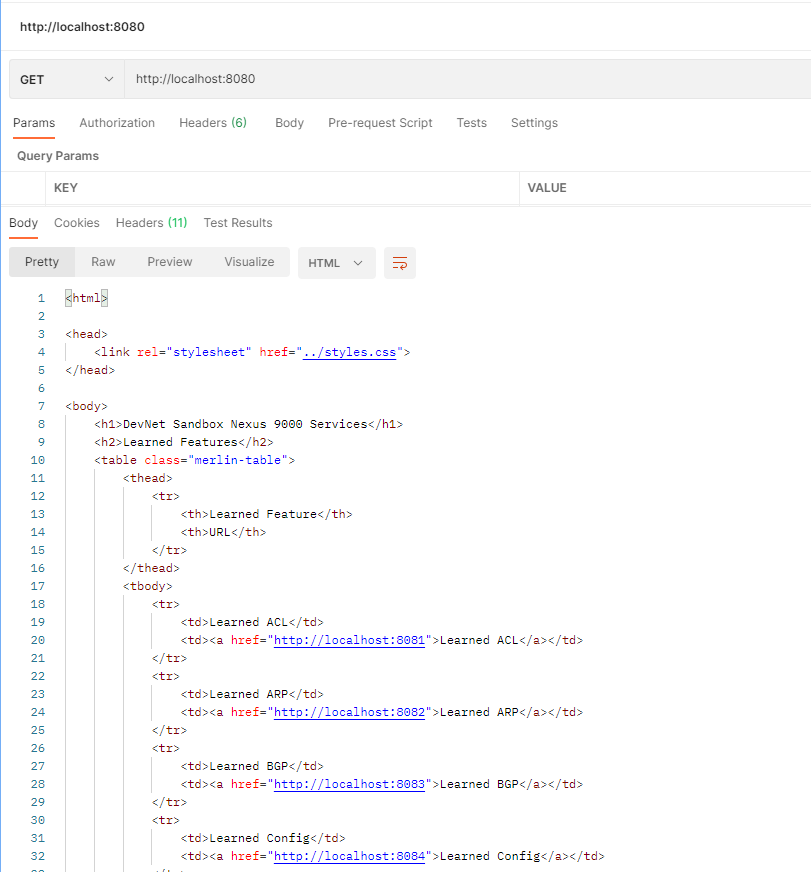 http://localhost:8080
GET http://localhost:8080
Params Authorization Headers (6) Body Pre-request Script Tests Settings
Query Params
KEY VALUE
Body Cookies Headers (11) Test Results
Pretty Raw Preview Visualize HTML
1 <html>
2
3 <head>
4 <link rel="stylesheet" href="../styles.css">
5 </head>
6
7 <body>
8 <h1>DevNet Sandbox Nexus 9000 Services</h1>
9 <h2>Learned Features</h2>
10 <table class="merlin-table">
11 <thead>
12 <tr>
13 <th>Learned Feature</th>
14 <th>URL</th>
15 </tr>
16 </thead>
17 <tbody>
18 <tr>
19 <td>Learned ACL</td>
20 <td><a href="http://localhost:8081">Learned ACL</a></td>
21 </tr>
22 <tr>
23 <td>Learned ARP</td>
24 <td><a href="http://localhost:8082">Learned ARP</a></td>
25 </tr>
26 <tr>
27 <td>Learned BGP</td>
28 <td><a href="http://localhost:8083">Learned BGP</a></td>
29 </tr>
30 <tr>
31 <td>Learned Config</td>
32 <td><a href="http://localhost:8084">Learned Config</a></td>